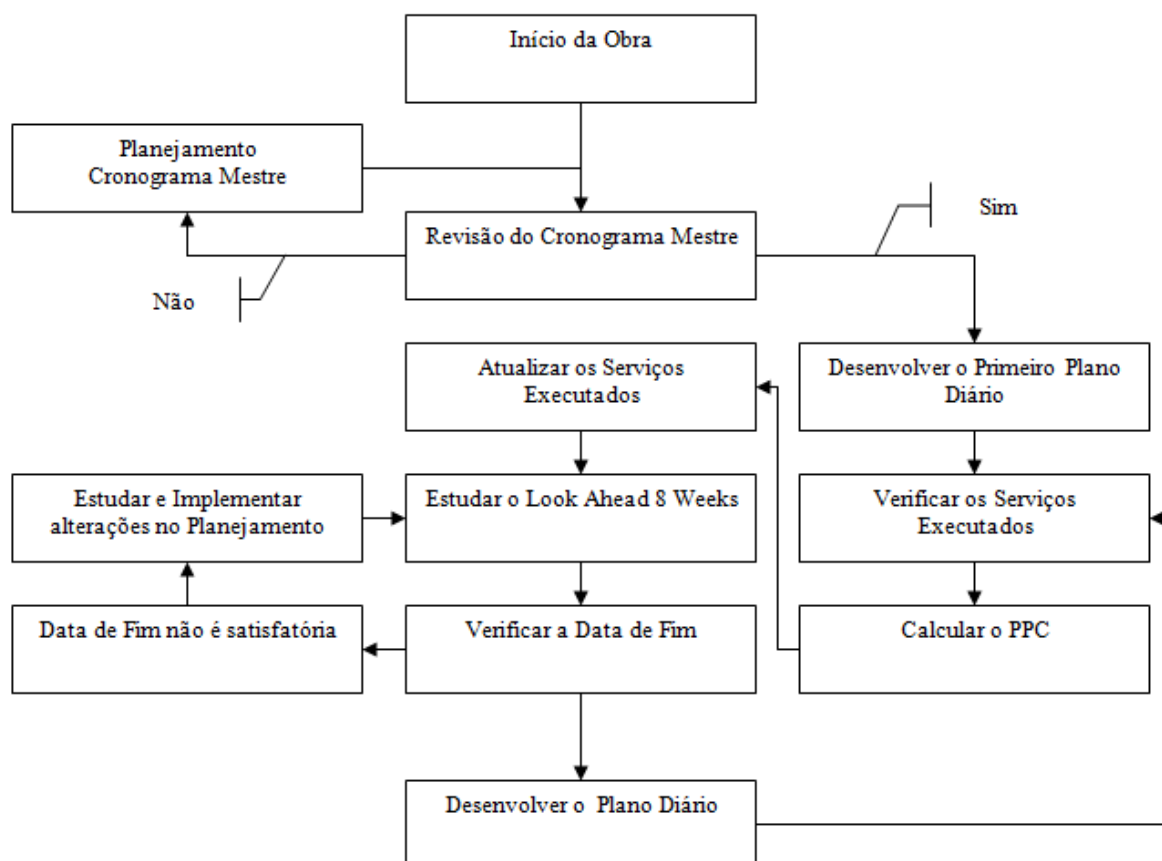 Início da Obra
Planejamento
Cronograma Mestre
Revisão do Cronograma Mestre
Sim
Não
Atualizar os Serviços
Executados
Desenvolver o Primeiro Plano
Diário
Estudar e Implementar
alterações no Planejamento
Estudar o Look Ahead 8 Weeks
Verificar os Serviços
Executados
Data de Fim não é satisfatória
Verificar a Data de Fim
Calcular o PPC
Desenvolver o Plano Diário